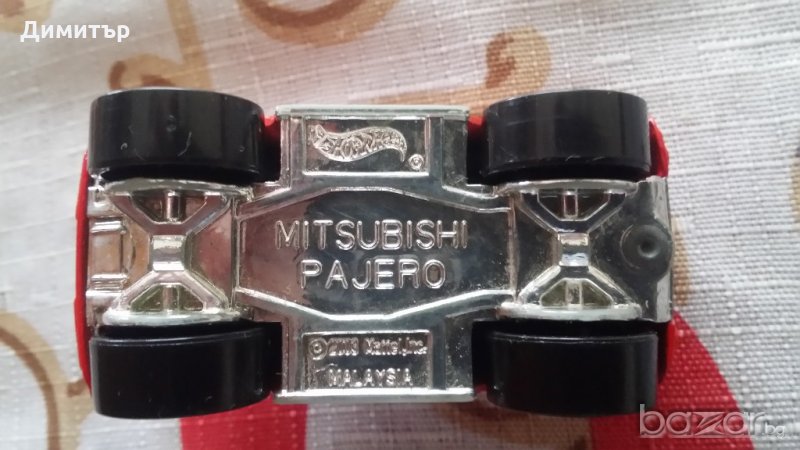 Димитър
Hot Wheels ®
MITSUBISHI
PAJERO
© 2003 Mattel, Inc.
MALAYSIA
bazar.bg